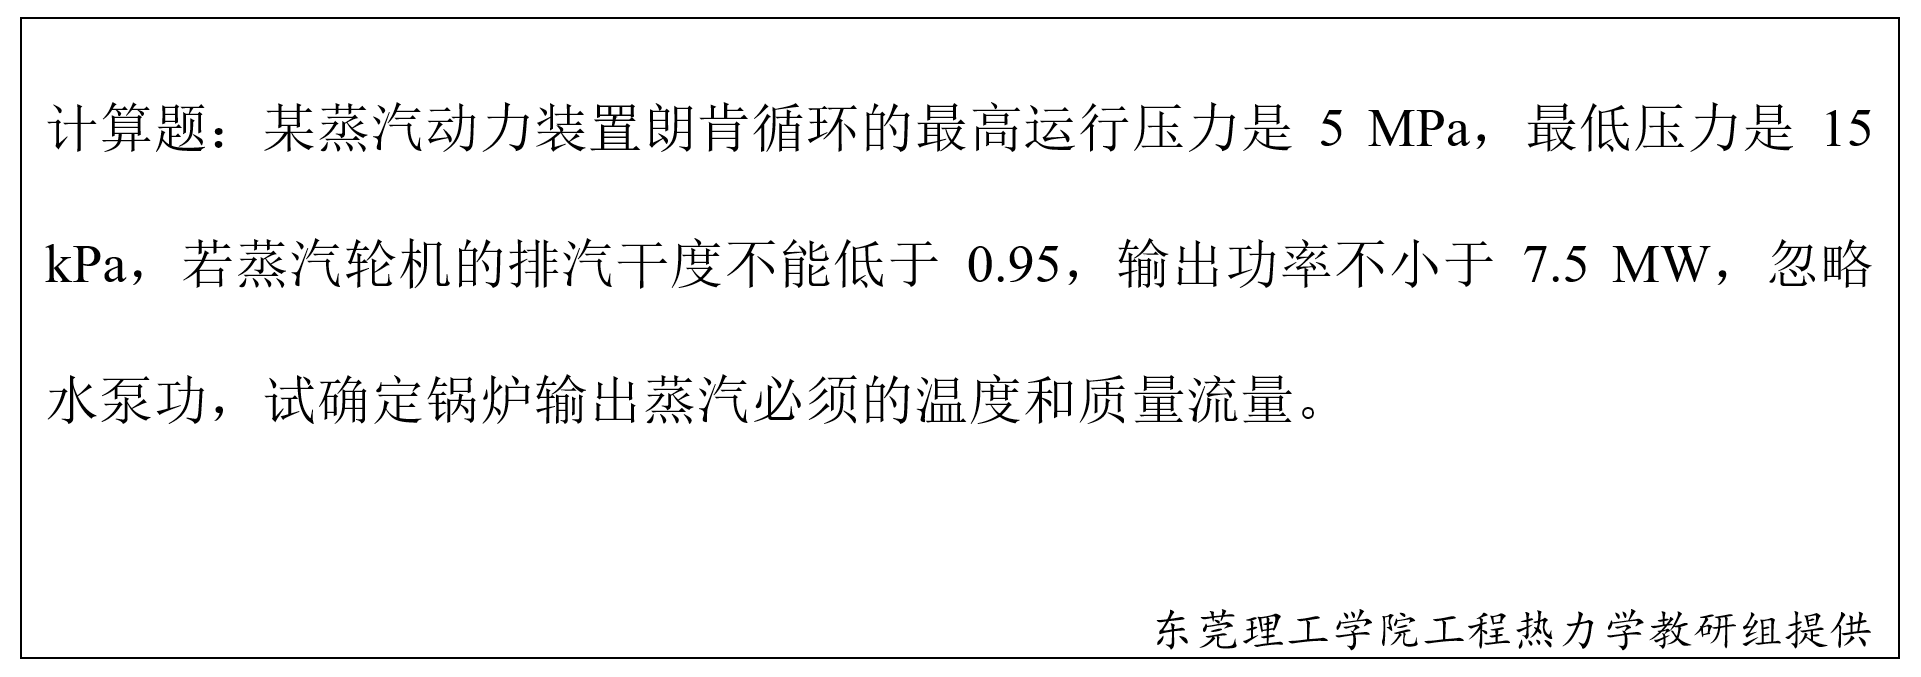 计算题：某蒸汽动力装置朗肯循环的最高运行压力是 5 MPa，最低压力是 15
kPa，若蒸汽轮机的排汽干度不能低于 0.95，输出功率不小于 7.5 MW，忽略
水泵功，试确定锅炉输出蒸汽必须的温度和质量流量。
东莞理工学院工程热力学教研组提供